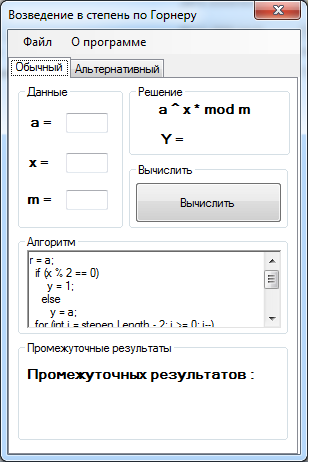 Возведение в степень по Горнеру
Файл О программе
Обычный Альтернативный
Данные
a =
x =
m =
Решение
a ^ x * mod m
Y =
Вычислить
Вычислить
Алгоритм
r = a;
if (x % 2 == 0)
y = 1;
else
y = a;
for (int i = stepen.Length - 2; i >= 0; i--)
Промежуточные результаты
Промежуточных результатов :